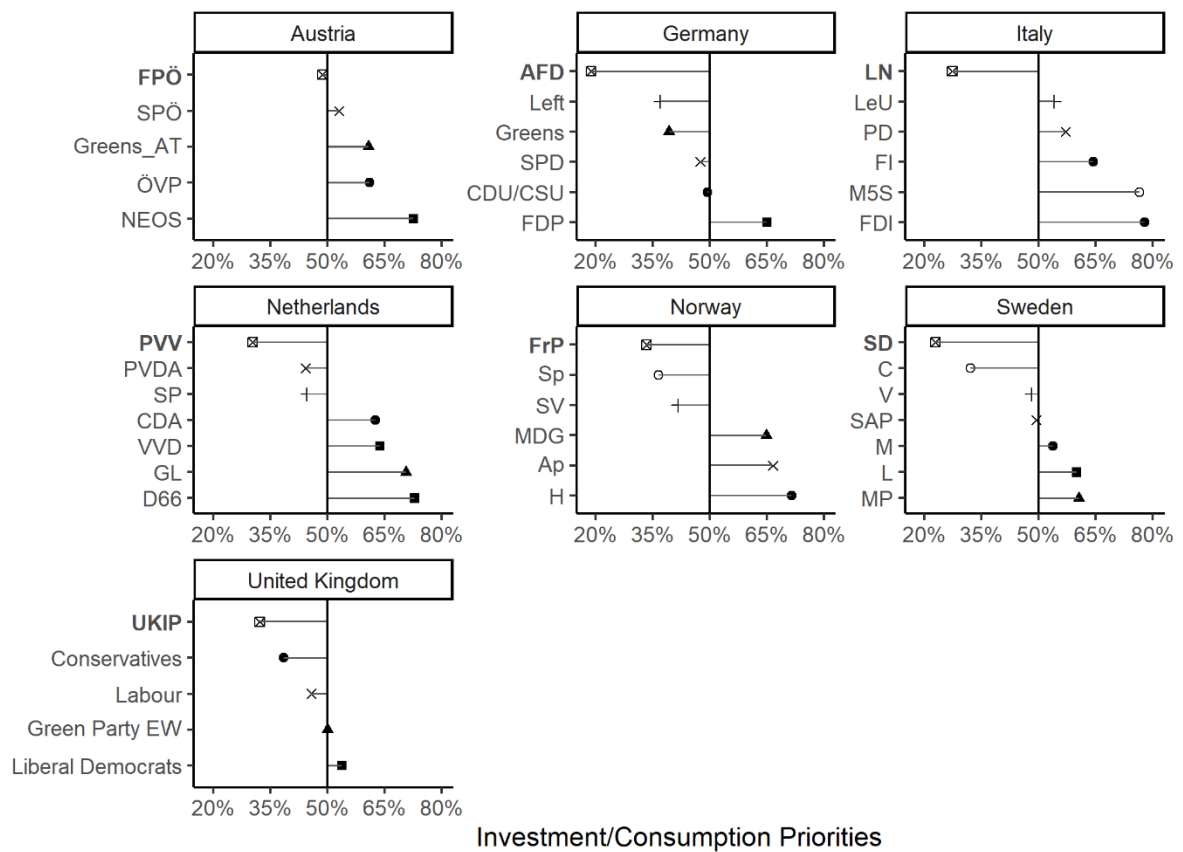 Austria
FPÖ
SPÖ
Greens_AT
ÖVP
NEOS
20% 35% 50% 65% 80%
Germany
AFD
Left
Greens
SPD
CDU/CSU
FDP
20% 35% 50% 65% 80%
Italy
LN
LeU
PD
FI
M5S
FDI
20% 35% 50% 65% 80%
Netherlands
PVV
PVDA
SP
CDA
VVD
GL
D66
20% 35% 50% 65% 80%
Norway
FrP
Sp
SV
MDG
Ap
H
20% 35% 50% 65% 80%
Sweden
SD
C
V
SAP
M
L
MP
20% 35% 50% 65% 80%
United Kingdom
UKIP
Conservatives
Labour
Green Party EW
Liberal Democrats
20% 35% 50% 65% 80%
Investment/Consumption Priorities